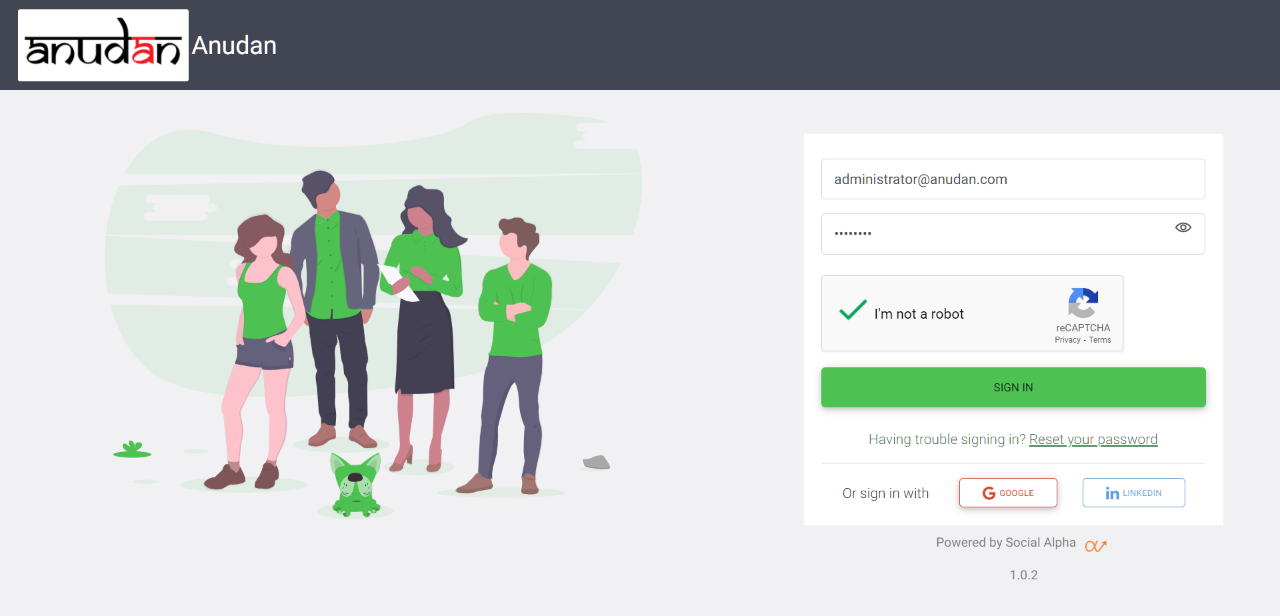 anudan Anudan
administrator@anudan.com
••••••••
I'm not a robot
reCAPTCHA
Privacy - Terms
SIGN IN
Having trouble signing in? Reset your password
Or sign in with GOOGLE LINKEDIN
Powered by Social Alpha
1.0.2